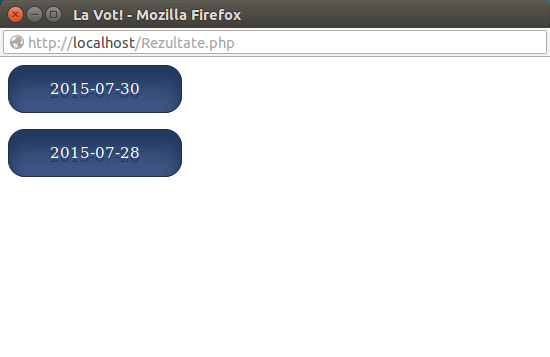 La Vot! - Mozilla Firefox
http://localhost/Rezultate.php
2015-07-30
2015-07-28